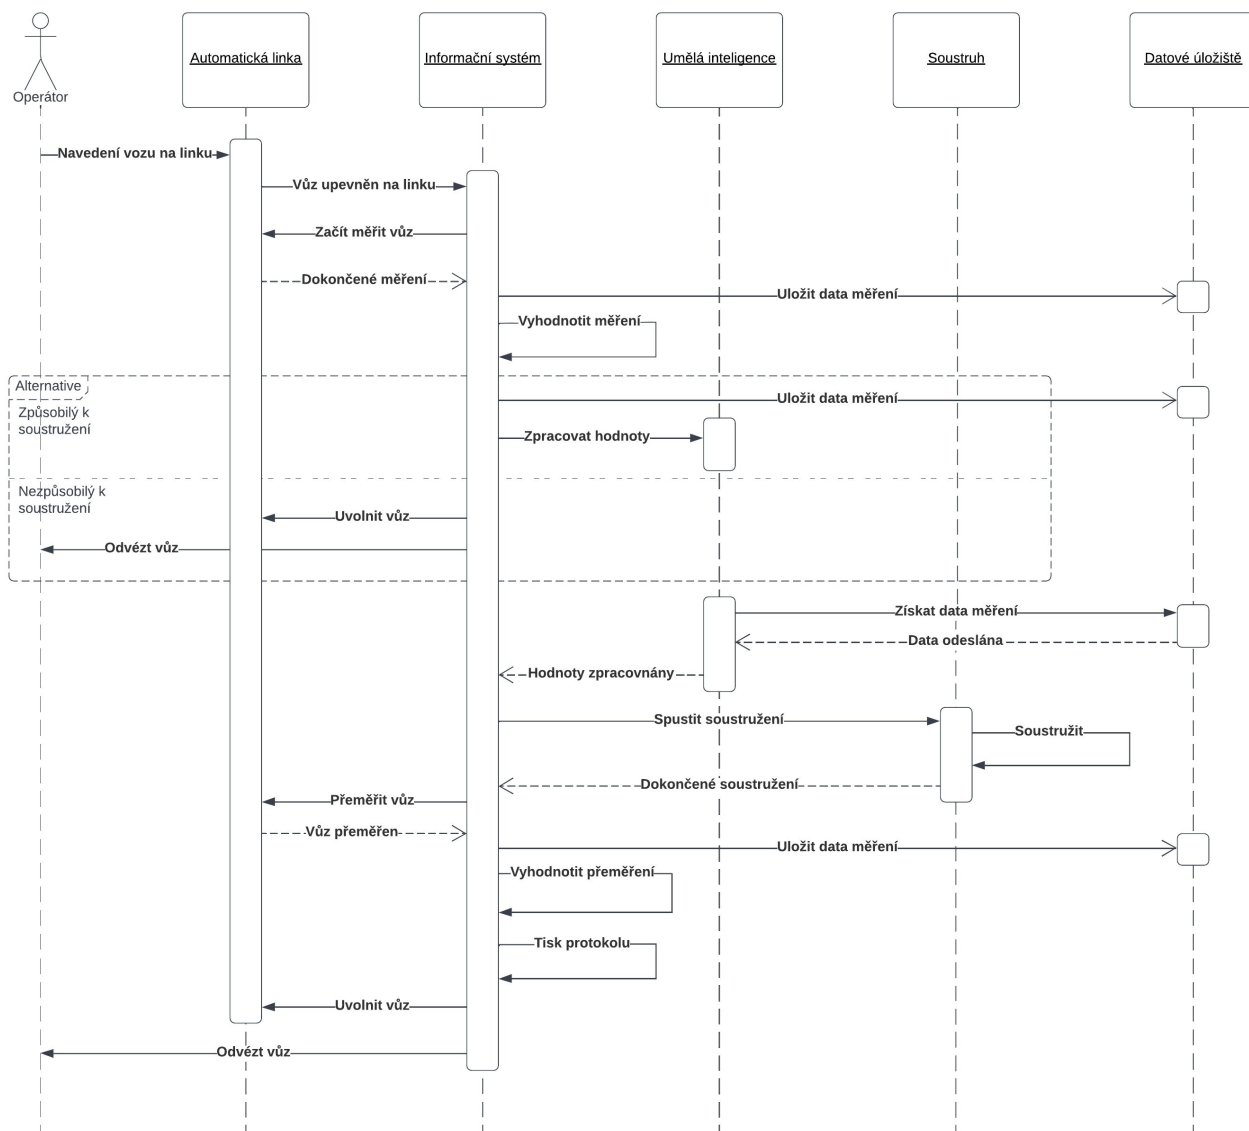 Automatická linka
Informační systém
Umělá inteligence
Soustruh
Datové úložiště
Operátor
Navedení vozu na linku
Vůz upevněn na linku
Začít měřit vůz
Dokončené měření
Uložit data měření
Vyhodnotit měření
Alternative
Uložit data měření
Způsobilý k
soustružení
Zpracovat hodnoty
Nezpůsobilý k
soustružení
Uvolnit vůz
Odvézt vůz
Získat data měření
Data odeslána
Hodnoty zpracovnány
Spustit soustružení
Soustružit
Dokončené soustružení
Přeměřit vůz
Vůz přeměřen
Uložit data měření
Vyhodnotit přeměření
Tisk protokolu
Uvolnit vůz
Odvézt vůz